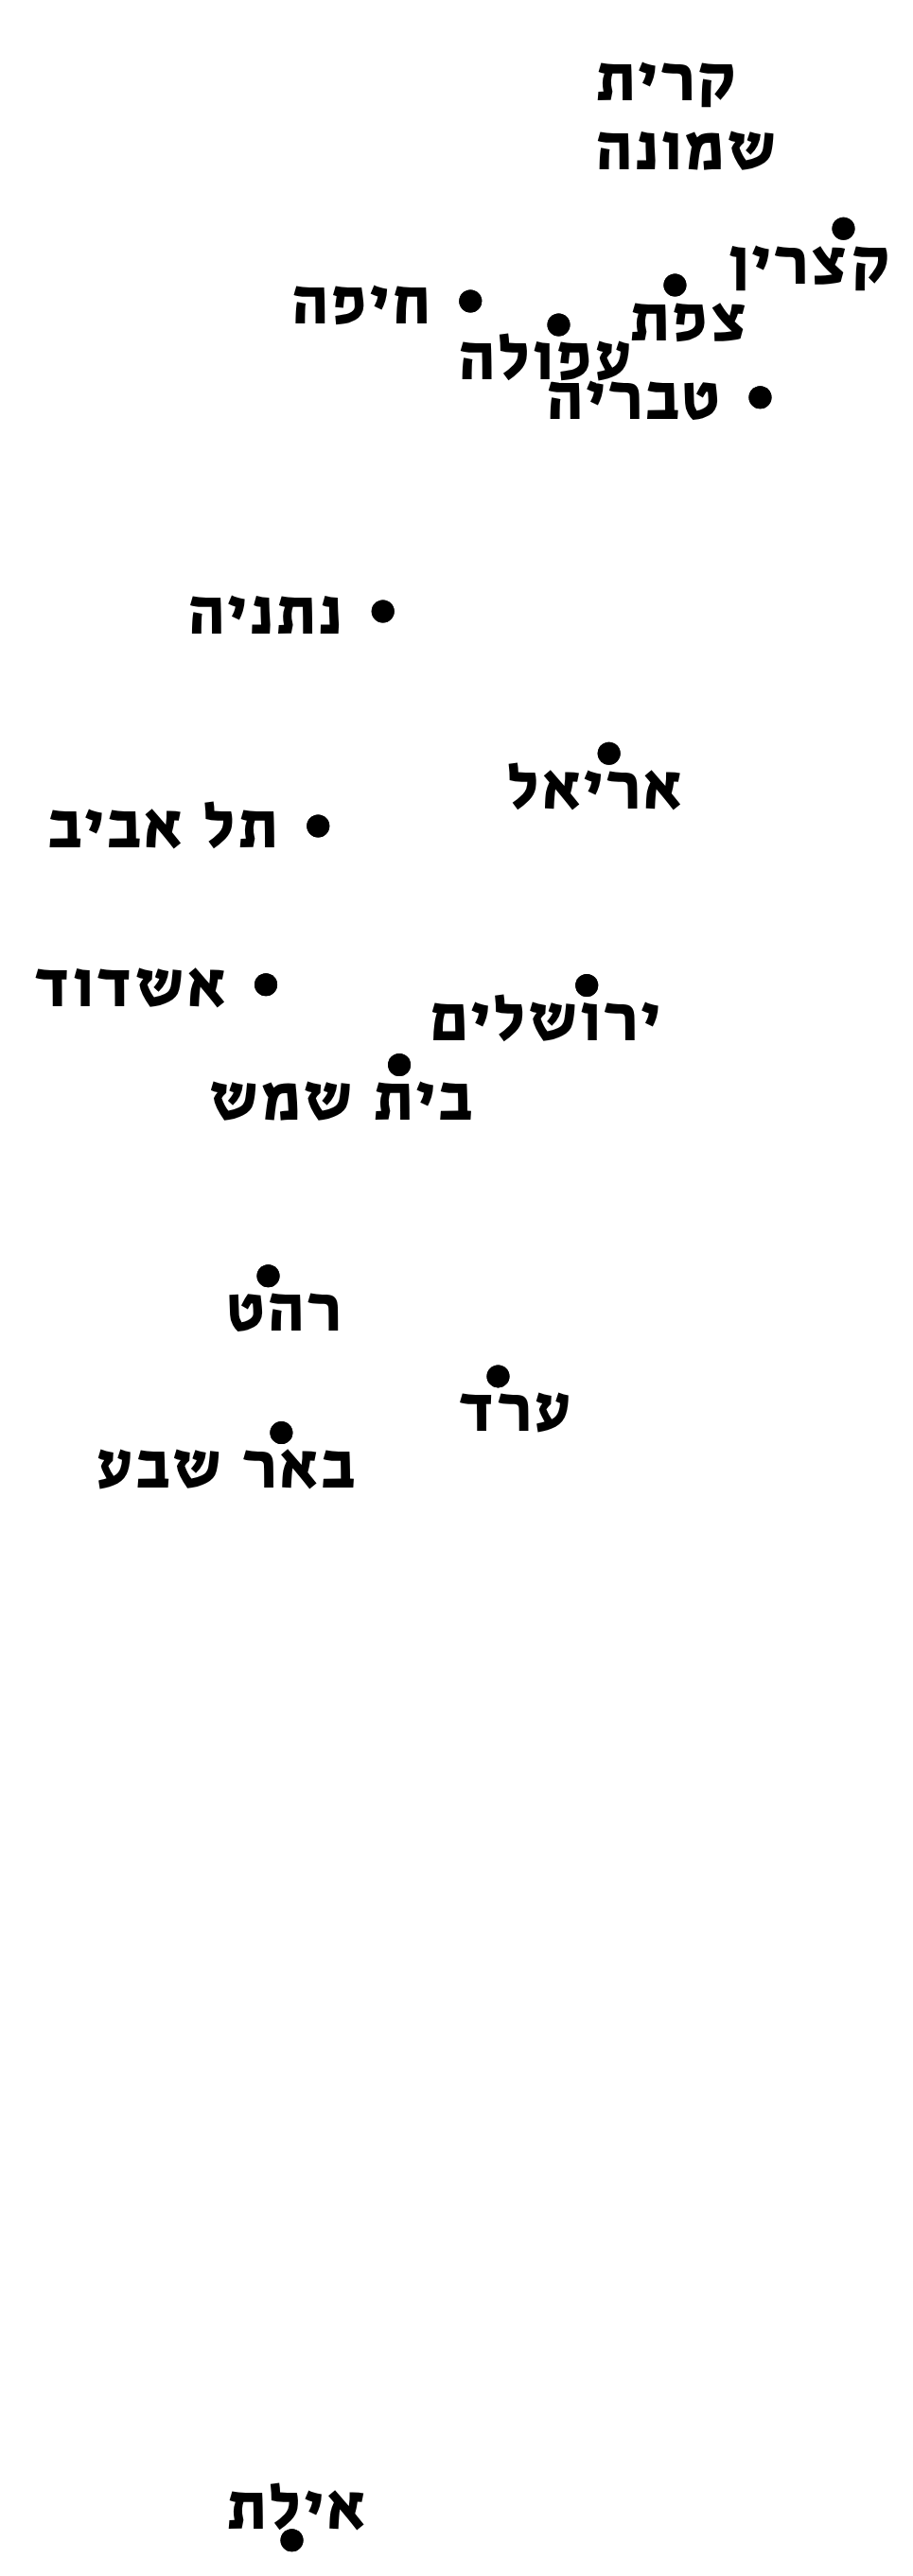 קרית
שמונה
קצרין
צפת
חיפה
עפולה
טבריה
נתניה
אריאל
תל אביב
אשדוד
ירושלים
בית שמש
רהט
ערד
באר שבע
אילת